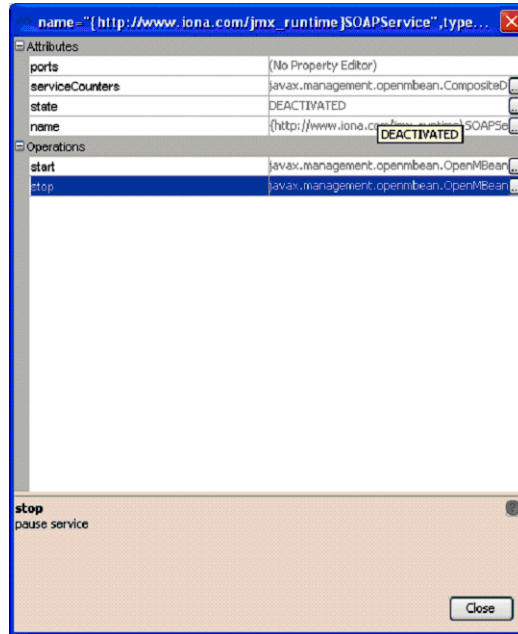 name="{http://www.iona.com/jmx_runtime}SOAPService",type...
Attributes
ports (No Property Editor)
serviceCounters javax.management.openmbean.CompositeD
state DEACTIVATED
name {http://www.iona.com/jmx_runtime}SOAPSe
DEACTIVATED
Operations
start javax.management.openmbean.OpenMBean
stop javax.management.openmbean.OpenMBean
stop
pause service
Close